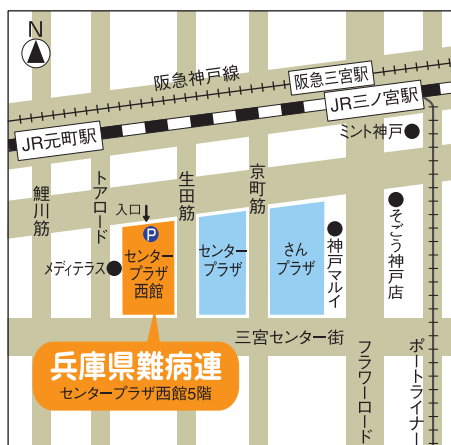 N
阪急神戸線
阪急三宮駅
JR三ノ宮駅
JR元町駅
ミント神戸
鯉川筋
トアロード
生田筋
京町筋
入口
P
メディテラス
センター
プラザ
西館
センター
プラザ
さん
プラザ
神戸マルイ
そごう神戸店
三宮センター街
兵庫県難病連
センタープラザ西館5階
フラワーロード
ポートライナー